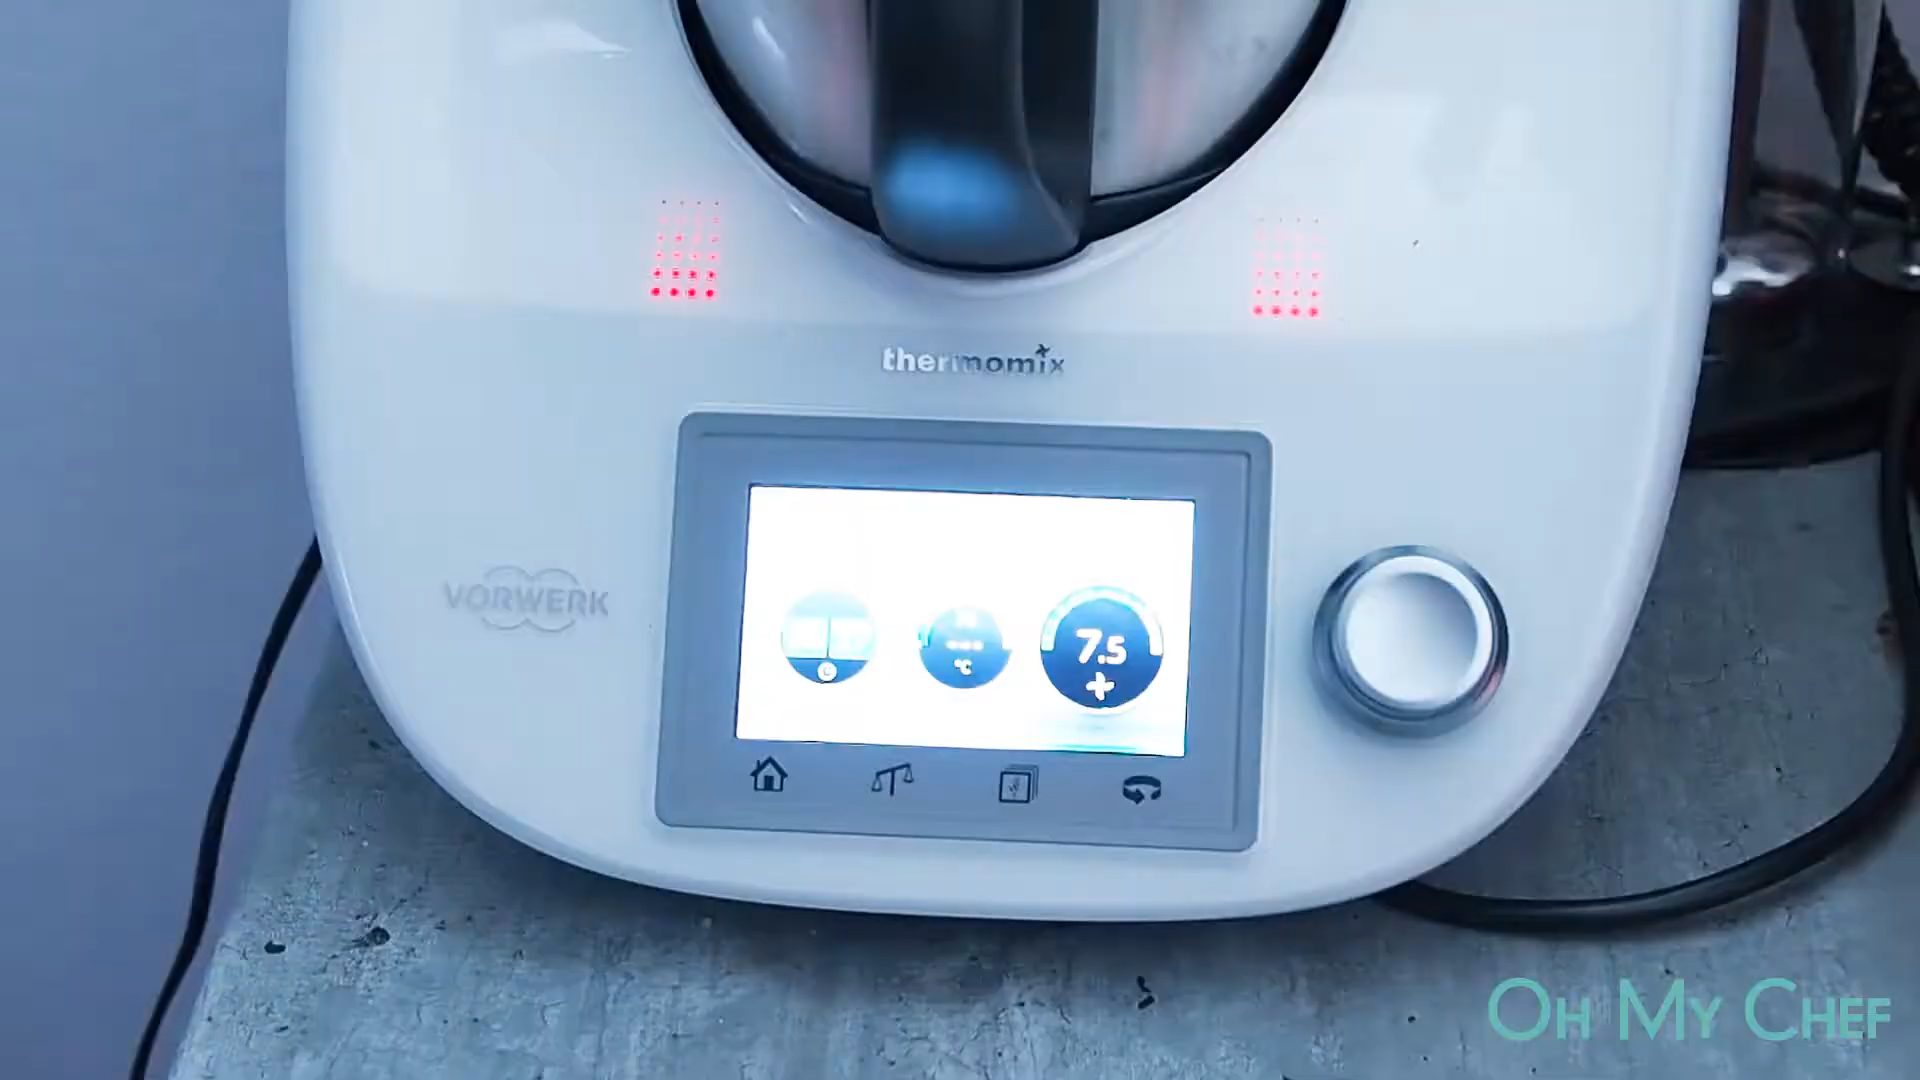 thermomix
VORWERK
---
°C
7.5
+
OH MY CHEF